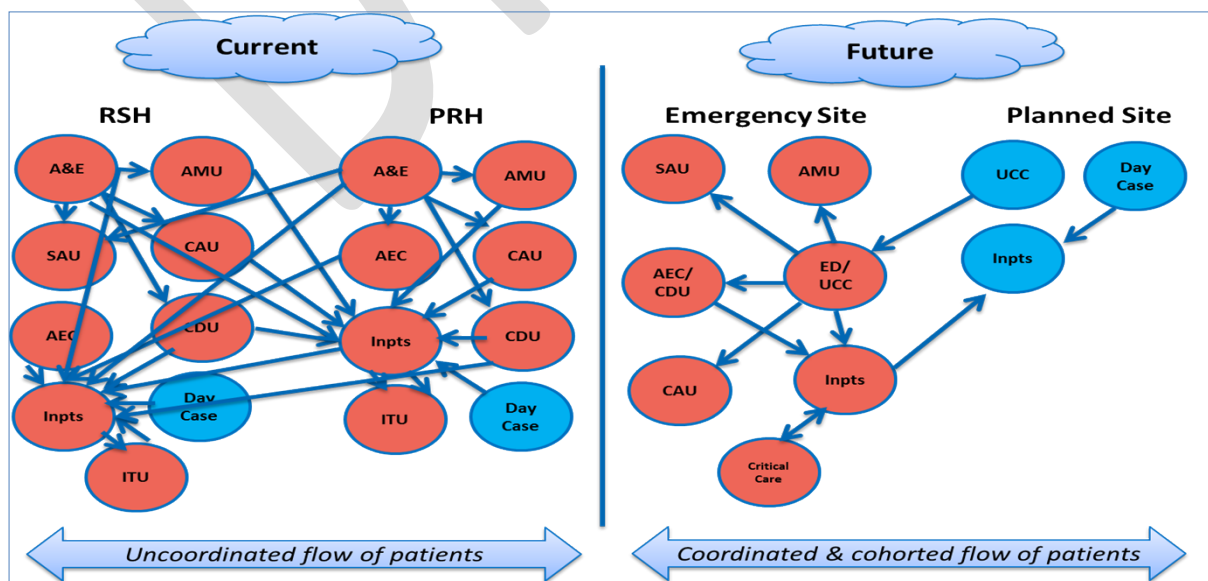 Current
Future
RSH
PRH
Emergency Site
Planned Site
A&E
AMU
SAU
CAU
AEC
CDU
Inpts
Day
Case
ITU
A&E
AMU
AEC
CAU
Inpts
CDU
ITU
Day
Case
SAU
AMU
UCC
Day
Case
AEC/
CDU
ED/
UCC
Inpts
CAU
Inpts
Critical
Care
Uncoordinated flow of patients
Coordinated & cohorted flow of patients